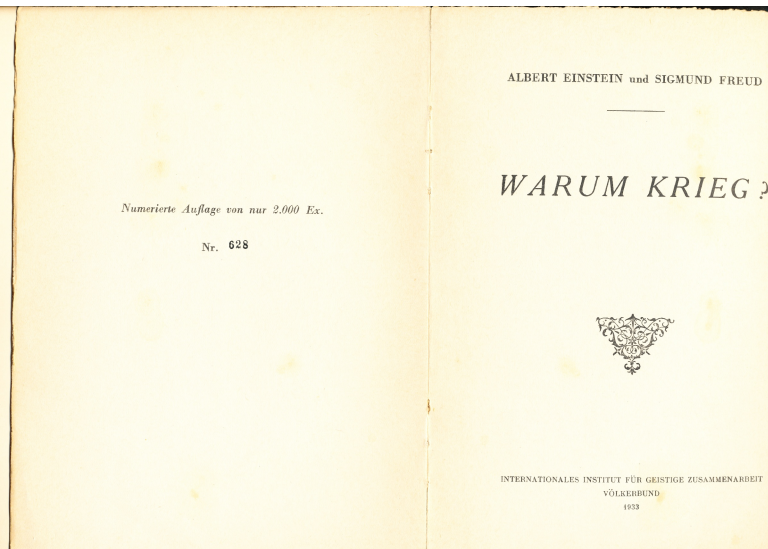 Numerierte Auflage von nur 2.000 Ex.
Nr. 628
ALBERT EINSTEIN und SIGMUND FREUD
WARUM KRIEG?
INTERNATIONALES INSTITUT FÜR GEISTIGE ZUSAMMENARBEIT
VÖLKERBUND
1933